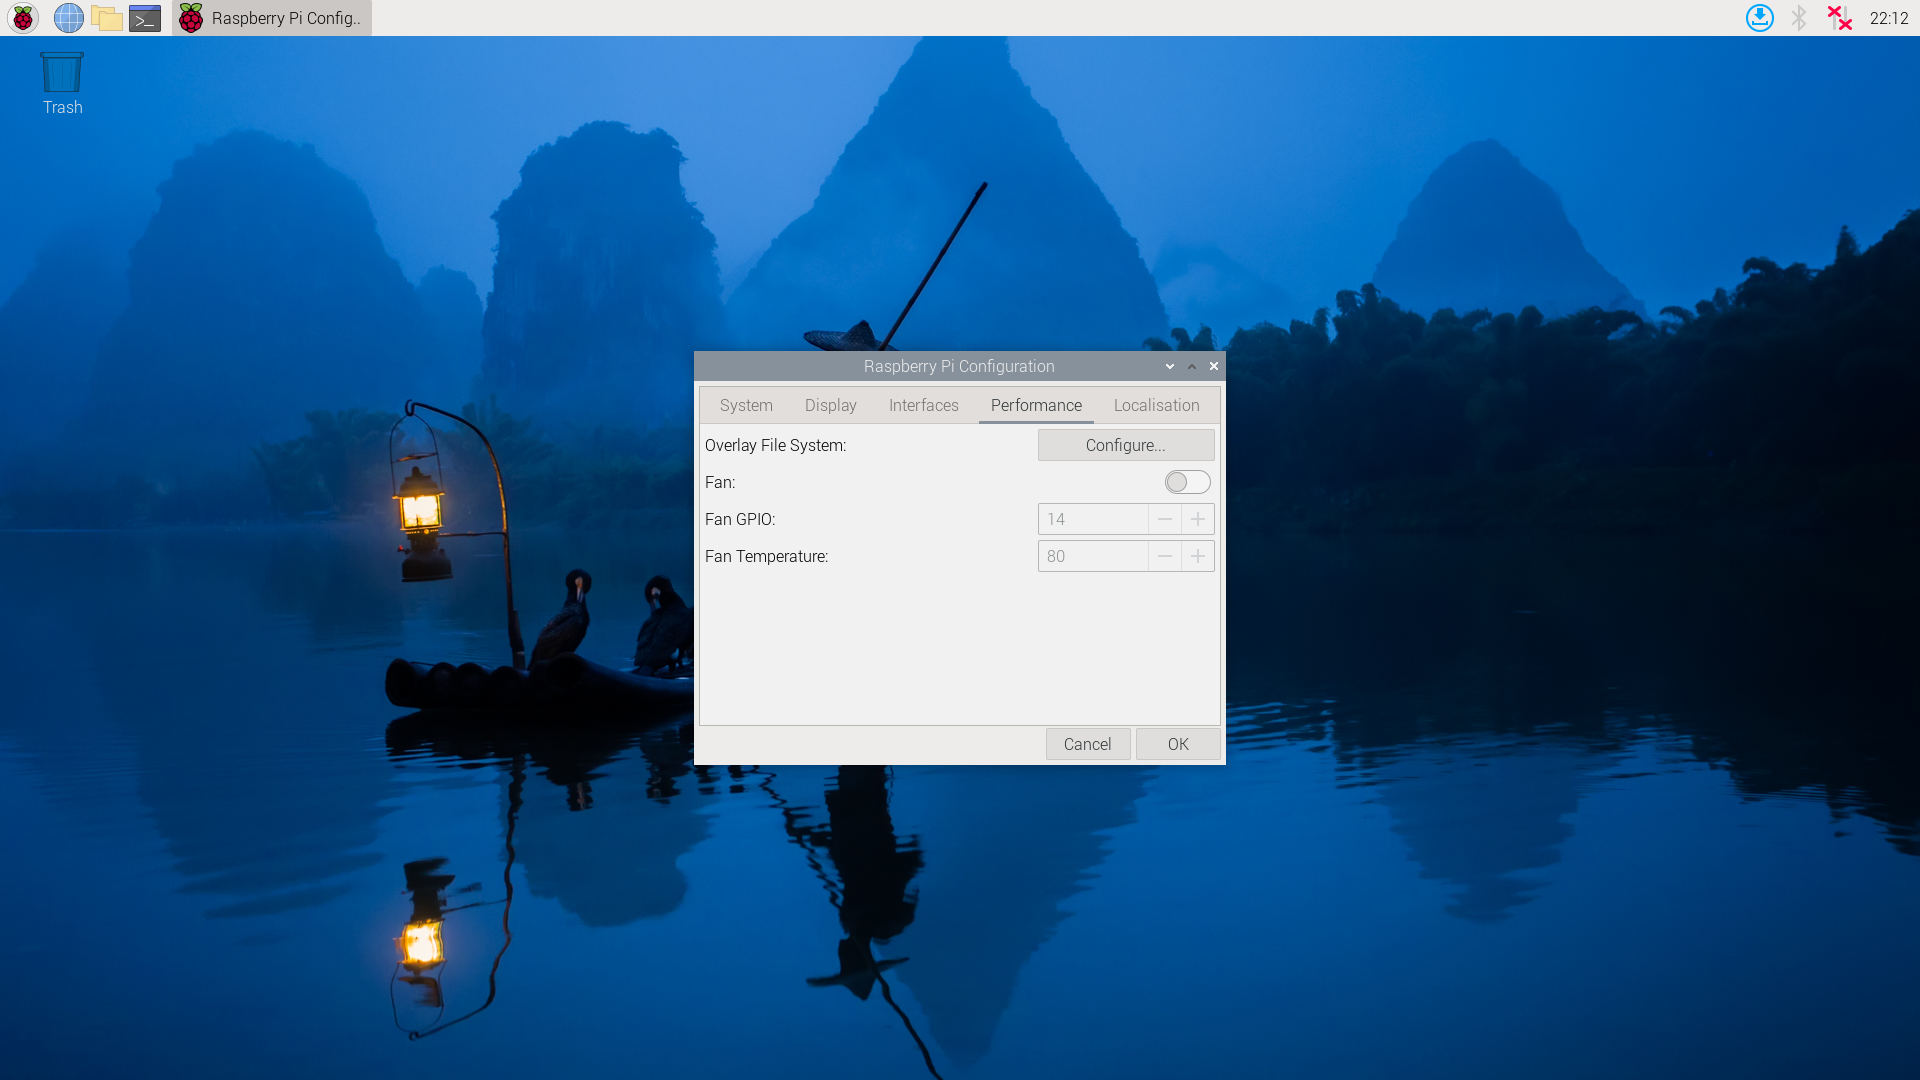 Raspberry Pi Config..
22:12
Trash
Raspberry Pi Configuration
System Display Interfaces Performance Localisation
Overlay File System: Configure...
Fan:
Fan GPIO: 14
Fan Temperature: 80
Cancel OK